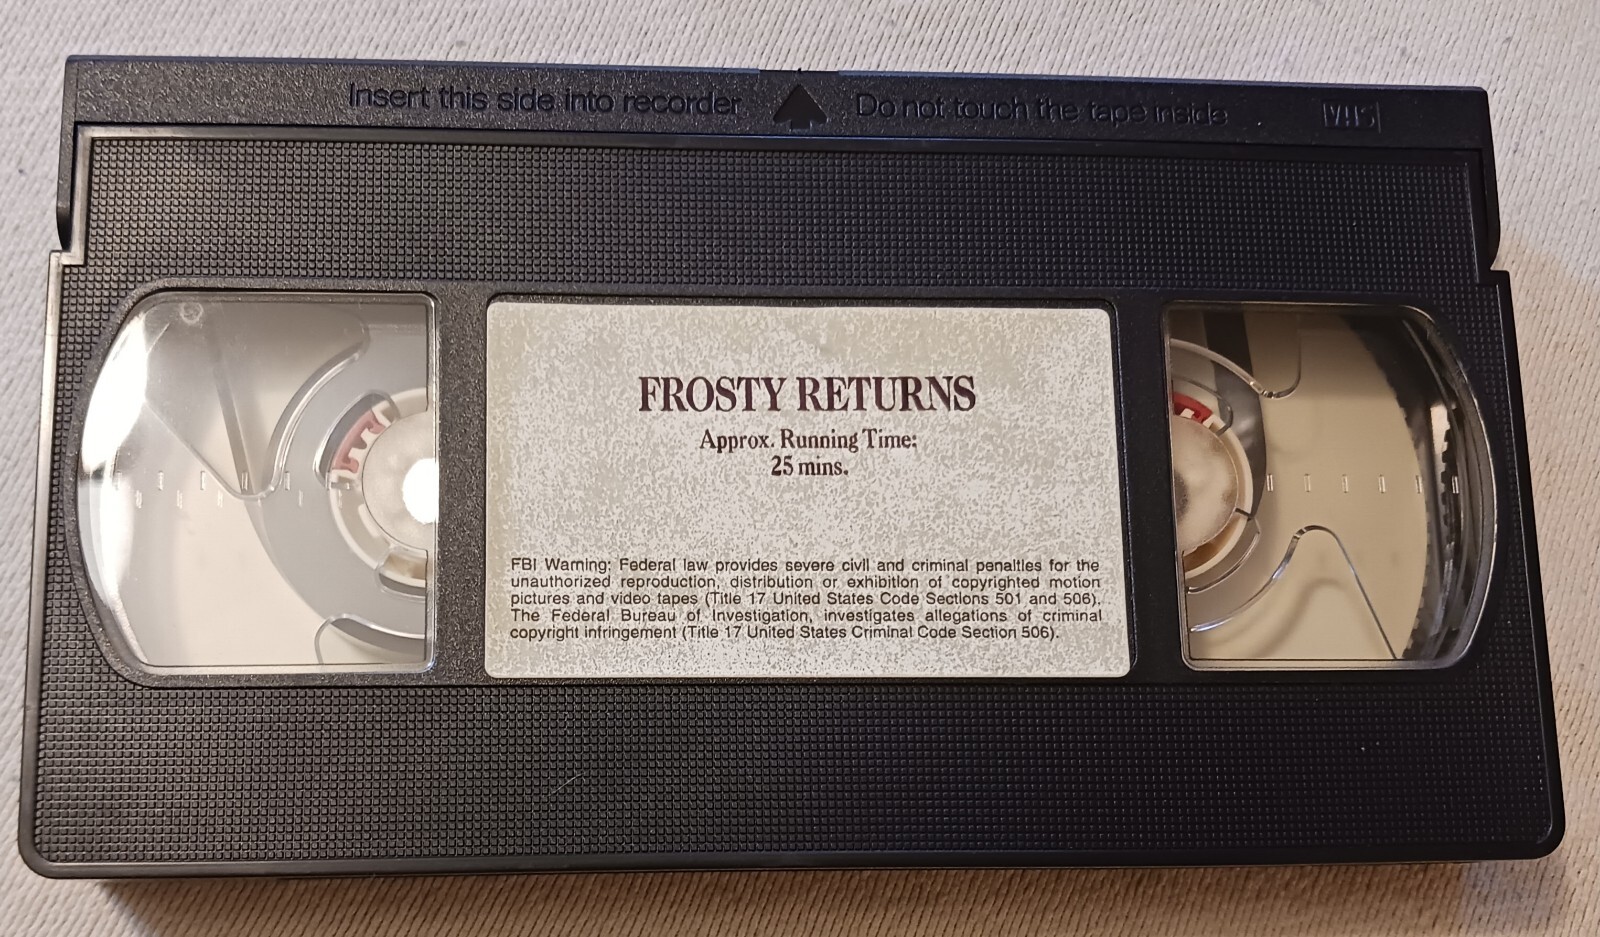 Insert this side into recorder Do not touch the tape inside VHS
FROSTY RETURNS
Approx. Running Time:
25 mins.
FBI Warning: Federal law provides severe civil and criminal penalties for the
unauthorized reproduction, distribution or exhibition of copyrighted motion
pictures and video tapes (Title 17 United States Code Sections 501 and 506).
The Federal Bureau of Investigation, investigates allegations of criminal
copyright infringement (Title 17 United States Criminal Code Section 506).